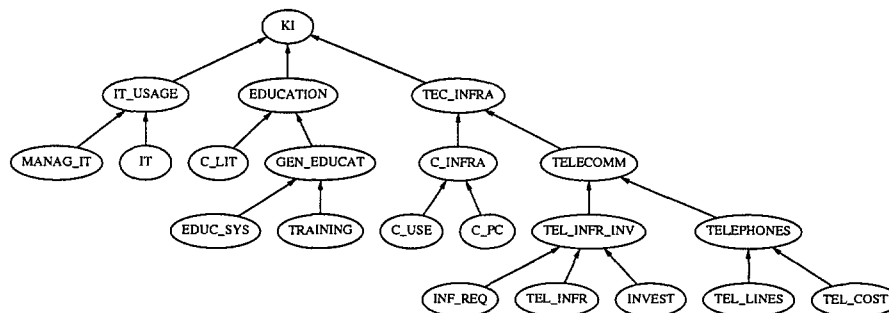 KI
IT_USAGE EDUCATION TEC_INFRA
MANAG_IT IT C_LIT GEN_EDUCAT C_INFRA TELECOMM
EDUC_SYS TRAINING C_USE C_PC TEL_INFR_INV TELEPHONES
INF_REQ TEL_INFR INVEST TEL_LINES TEL_COST